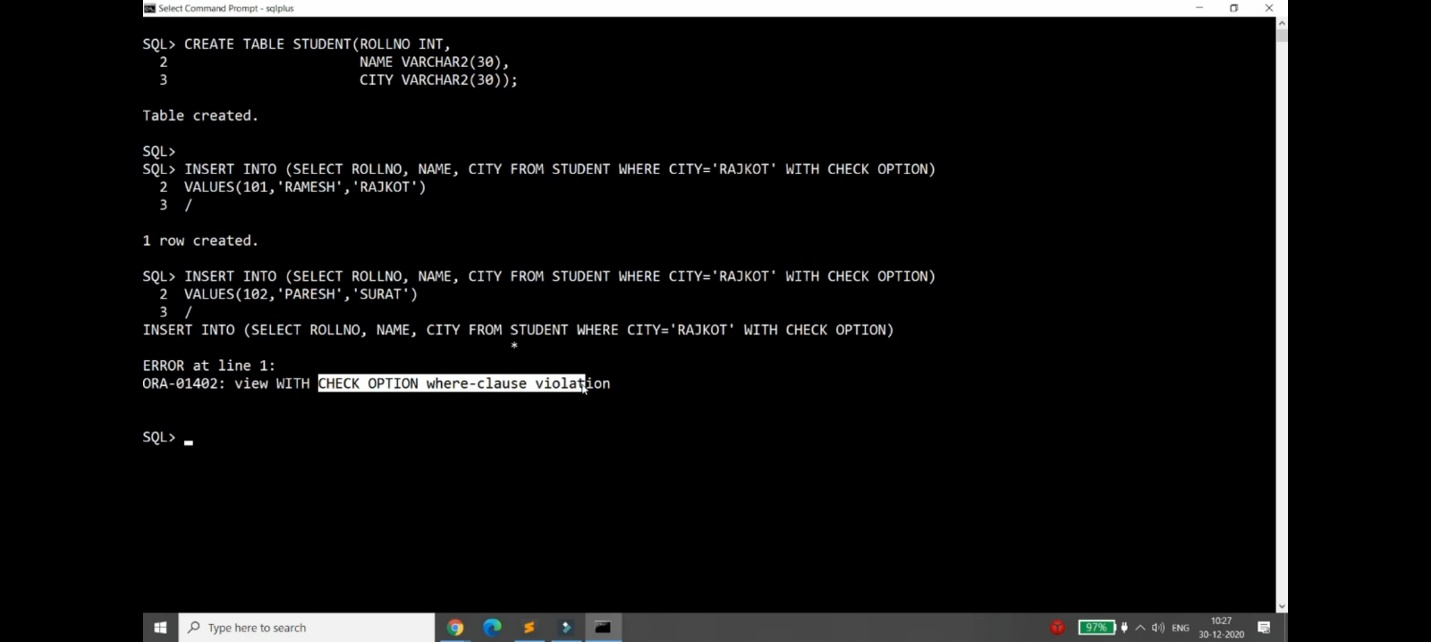 Select Command Prompt - sqlplus
SQL> CREATE TABLE STUDENT(ROLLNO INT,
2 NAME VARCHAR2(30),
3 CITY VARCHAR2(30));
Table created.
SQL>
SQL> INSERT INTO (SELECT ROLLNO, NAME, CITY FROM STUDENT WHERE CITY='RAJKOT' WITH CHECK OPTION)
2 VALUES(101,'RAMESH','RAJKOT')
3 /
1 row created.
SQL> INSERT INTO (SELECT ROLLNO, NAME, CITY FROM STUDENT WHERE CITY='RAJKOT' WITH CHECK OPTION)
2 VALUES(102,'PARESH','SURAT')
3 /
INSERT INTO (SELECT ROLLNO, NAME, CITY FROM STUDENT WHERE CITY='RAJKOT' WITH CHECK OPTION)
*
ERROR at line 1:
ORA-01402: view WITH CHECK OPTION where-clause violation
SQL> _
Type here to search
97%
ENG
10:27
30-12-2020